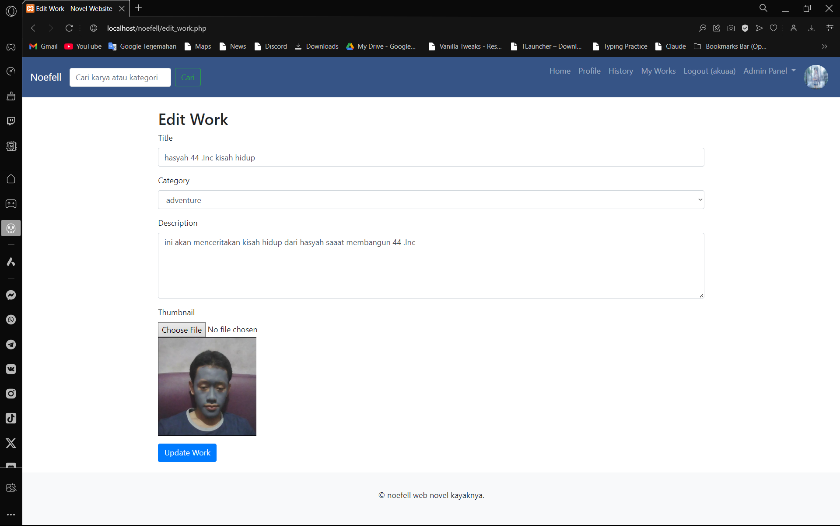 Edit Work - Novel Website
localhost/noefell/edit_work.php
Gmail YouTube Google Terjemahan Maps News Discord Downloads My Drive - Google... Vanilla Tweaks - Res... TLauncher – Downl... Typing Practice Claude Bookmarks Bar (Op...
Noefell Cari karya atau kategori Cari Home Profile History My Works Logout (akuaa) Admin Panel
Edit Work
Title
hasyah 44 .Inc kisah hidup
Category
adventure
Description
ini akan menceritakan kisah hidup dari hasyah saaat membangun 44 .Inc
Thumbnail
Choose File No file chosen
Update Work
© noefell web novel kayaknya.